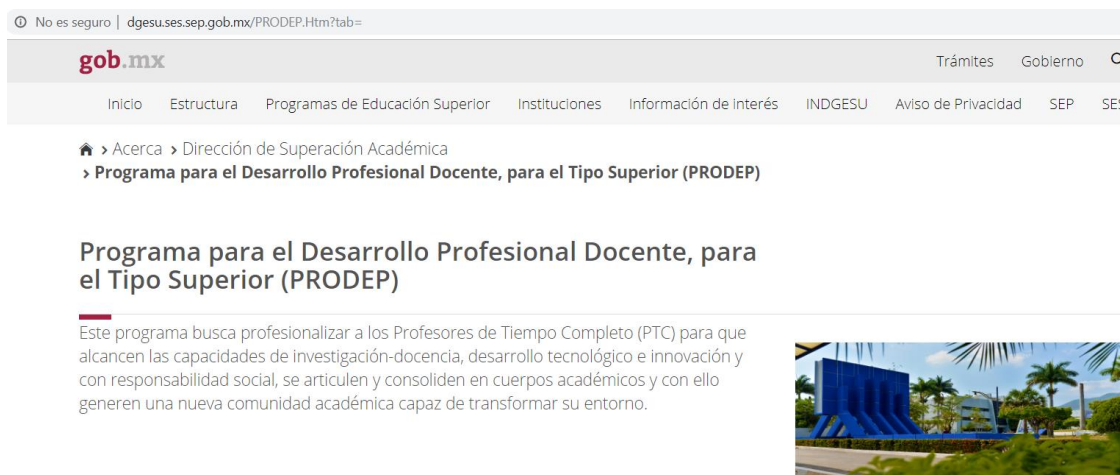 No es seguro | dgesu.ses.sep.gob.mx/PRODEP.Htm?tab=
gob.mx
Trámites Gobierno
Inicio Estructura Programas de Educación Superior Instituciones Información de interés INDGESU Aviso de Privacidad SEP SES
> Acerca > Dirección de Superación Académica
> Programa para el Desarrollo Profesional Docente, para el Tipo Superior (PRODEP)
Programa para el Desarrollo Profesional Docente, para
el Tipo Superior (PRODEP)
Este programa busca profesionalizar a los Profesores de Tiempo Completo (PTC) para que
alcancen las capacidades de investigación-docencia, desarrollo tecnológico e innovación y
con responsabilidad social, se articulen y consoliden en cuerpos académicos y con ello
generen una nueva comunidad académica capaz de transformar su entorno.